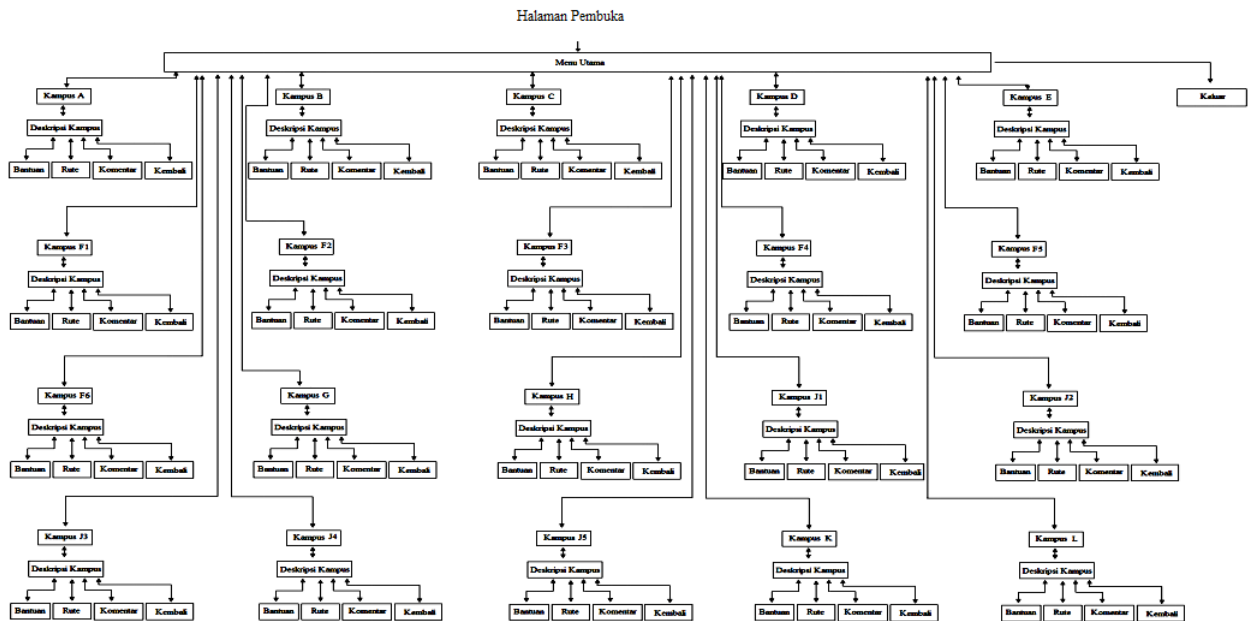 Halaman Pembuka
Menu Utama
Kampus A
Kampus B
Kampus C
Kampus D
Kampus E
Keluar
Deskripsi Kampus
Deskripsi Kampus
Deskripsi Kampus
Deskripsi Kampus
Deskripsi Kampus
Bantuan Rute Komentar Kembali
Bantuan Rute Komentar Kembali
Bantuan Rute Komentar Kembali
Bantuan Rute Komentar Kembali
Bantuan Rute Komentar Kembali
Kampus F1
Kampus F2
Kampus F3
Kampus F4
Kampus F5
Deskripsi Kampus
Deskripsi Kampus
Deskripsi Kampus
Deskripsi Kampus
Deskripsi Kampus
Bantuan Rute Komentar Kembali
Bantuan Rute Komentar Kembali
Bantuan Rute Komentar Kembali
Bantuan Rute Komentar Kembali
Bantuan Rute Komentar Kembali
Kampus F6
Kampus G
Kampus H
Kampus J1
Kampus J2
Deskripsi Kampus
Deskripsi Kampus
Deskripsi Kampus
Deskripsi Kampus
Deskripsi Kampus
Bantuan Rute Komentar Kembali
Bantuan Rute Komentar Kembali
Bantuan Rute Komentar Kembali
Bantuan Rute Komentar Kembali
Bantuan Rute Komentar Kembali
Kampus J3
Kampus J4
Kampus J5
Kampus K
Kampus L
Deskripsi Kampus
Deskripsi Kampus
Deskripsi Kampus
Deskripsi Kampus
Deskripsi Kampus
Bantuan Rute Komentar Kembali
Bantuan Rute Komentar Kembali
Bantuan Rute Komentar Kembali
Bantuan Rute Komentar Kembali
Bantuan Rute Komentar Kembali